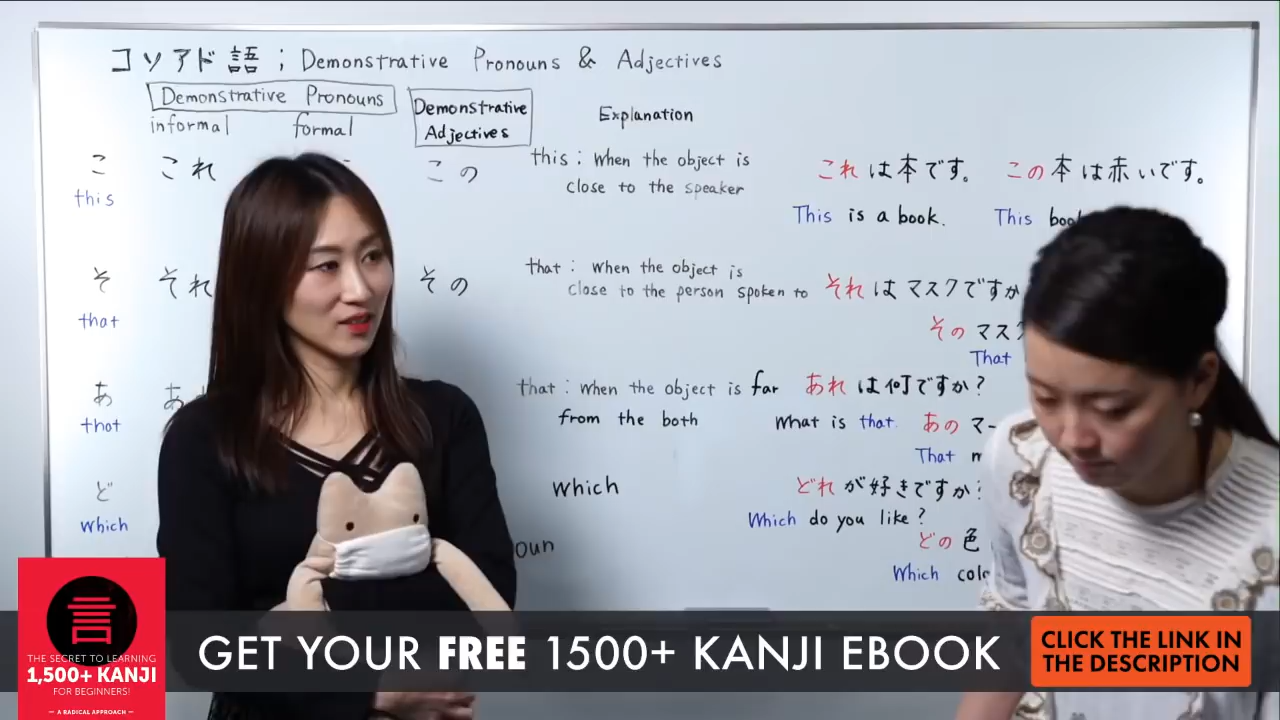 コソアド語 ; Demonstrative Pronouns & Adjectives
Demonstrative Pronouns
informal formal
Demonstrative
Adjectives
Explanation
こ これ この this : When the object is
close to the speaker
this
これは本です。 この本は赤いです。
This is a book. This
そ それ その that : When the object is
close to the person spoken to
that
それはマスクですか
その マス
That
あ あ that : When the object is far
from the both
that
あれは何ですか?
What is that. あの マー
That
ど which
which
どれが好きですか?
Which do you like ?
どの 色
Which
GET YOUR FREE 1500+ KANJI EBOOK
CLICK THE LINK IN
THE DESCRIPTION
言
THE SECRET TO LEARNING
1,500+ KANJI
FOR BEGINNERS!
— A RADICAL APPROACH —